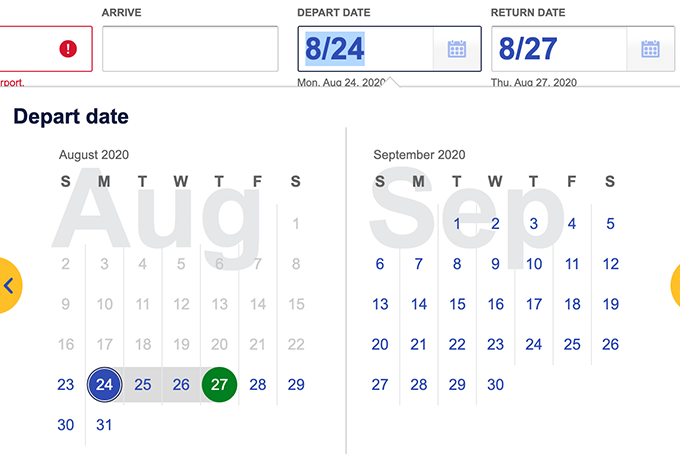 ARRIVE DEPART DATE RETURN DATE
8/24 8/27
rport. Mon, Aug 24, 2020 Thu, Aug 27, 2020
Depart date
August 2020 September 2020
Aug Sep
S M T W T F S S M T W T F S
1 1 2 3 4 5
2 3 4 5 6 7 8 6 7 8 9 10 11 12
9 10 11 12 13 14 15 13 14 15 16 17 18 19
16 17 18 19 20 21 22 20 21 22 23 24 25 26
23 24 25 26 27 28 29 27 28 29 30
30 31